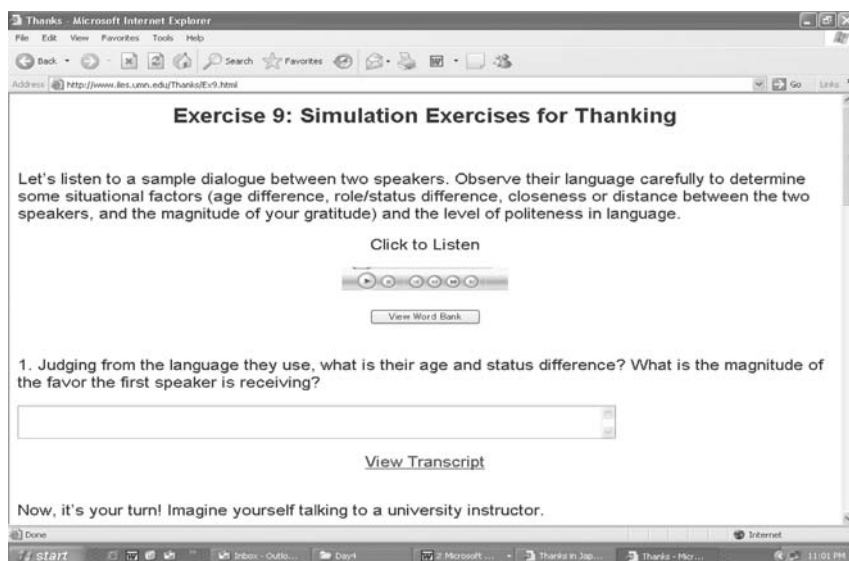 Thanks - Microsoft Internet Explorer
File Edit View Favorites Tools Help
Back Search Favorites
Address http://www.iles.umn.edu/Thanks/Ex9.html Go Links
Exercise 9: Simulation Exercises for Thanking
Let's listen to a sample dialogue between two speakers. Observe their language carefully to determine
some situational factors (age difference, role/status difference, closeness or distance between the two
speakers, and the magnitude of your gratitude) and the level of politeness in language.
Click to Listen
View Word Bank
1. Judging from the language they use, what is their age and status difference? What is the magnitude of
the favor the first speaker is receiving?
View Transcript
Now, it's your turn! Imagine yourself talking to a university instructor.
Done Internet
start Inbox - Outlo... Day4 2 Microsoft ... Thanks in Jap... Thanks - Micr... 11:01 PM